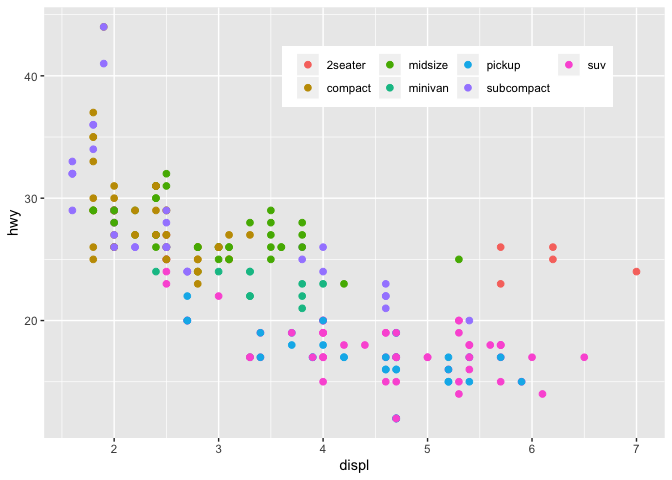 2seater midsize pickup suv
compact minivan subcompact
40
30
20
hwy
2 3 4 5 6 7
displ